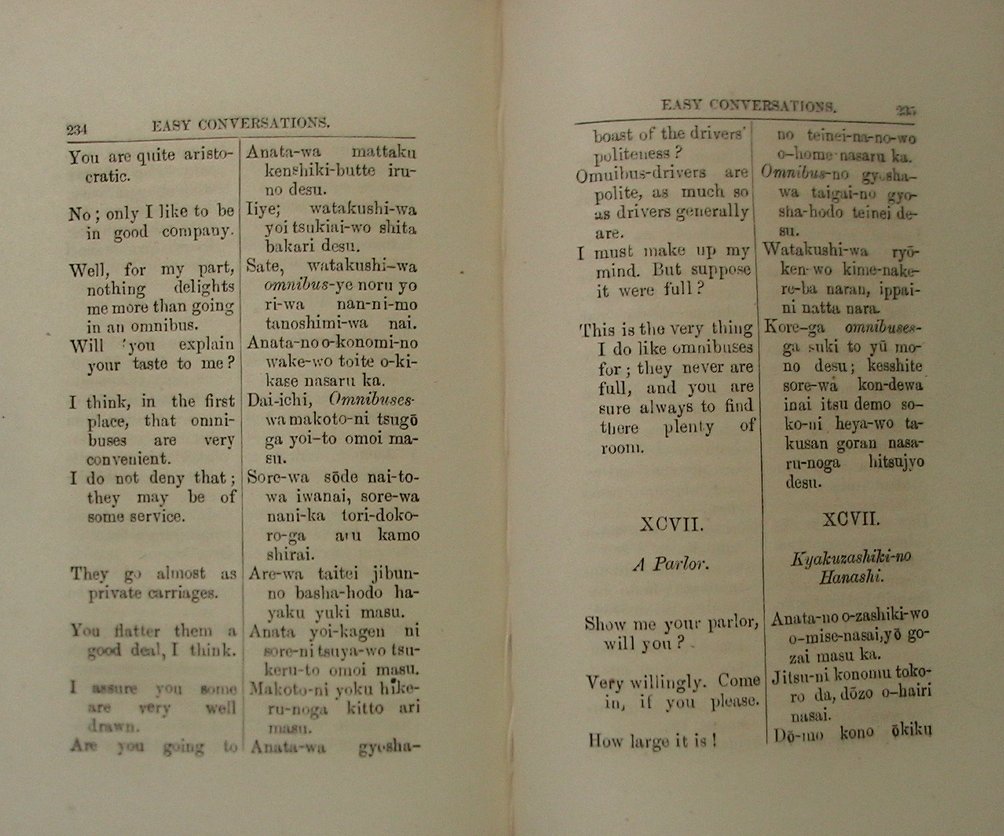 234 EASY CONVERSATIONS.
You are quite aristo-
cratic.
No ; only I like to be
in good company.
Well, for my part,
nothing delights
me more than going
in an omnibus.
Will you explain
your taste to me ?
I think, in the first
place, that omni-
buses are very
convenient.
I do not deny that ;
they may be of
some service.
They go almost as
private carriages.
You flatter them a
good deal, I think.
I assure you some
are very well
drawn.
Are you going to
Anata-wa mattaku
kenshiki-butte iru-
no desu.
Iiye; watakushi-wa
yoi tsukiai-wo shita
bakari desu.
Sate, watakushi-wa
omnibus-ye noru yo
ri-wa nan-ni-mo
tanoshimi-wa nai.
Anata-no o-konomi-no
wake-wo toite o-ki-
kase nasaru ka.
Dai-ichi, Omnibuses-
wa makoto-ni tsugō
ga yoi-to omoi ma-
su.
Sore-wa sōde nai-to-
wa iwanai, sore-wa
nani-ka tori-doko-
ro-ga aru kamo
shirai.
Are-wa taitei jibun-
no basha-hodo ha-
yaku yuki masu.
Anata yoi-kagen ni
sore-ni tsuya-wo tsu-
keru-to omoi masu.
Makoto-ni yoku hike-
ru-noga kitto ari
masu.
Anata-wa gyosha-
EASY CONVERSATIONS. 235
boast of the drivers'
politeness ?
Omnibus-drivers are
polite, as much so
as drivers generally
are.
I must make up my
mind. But suppose
it were full ?
This is the very thing
I do like omnibuses
for ; they never are
full, and you are
sure always to find
there plenty of
room.
XCVII.
A Parlor.
Show me your parlor,
will you ?
Very willingly. Come
in, if you please.
How large it is !
no teinei-na-no-wo
o-home-nasaru ka.
Omnibus-no gyosha-
wa taigai-no gyo-
sha-hodo teinei de-
su.
Watakushi-wa ryō-
ken-wo kime-nake-
re-ba naran, ippai-
ni natta nara.
Kore-ga omnibuses-
ga suki to yū mo-
no desu; kesshite
sore-wa kon-dewa
inai itsu demo so-
ko-ni heya-wo ta-
kusan goran nasa-
ru-noga hitsujyo
desu.
XCVII.
Kyakuzashiki-no
Hanashi.
Anata-no o-zashiki-wo
o-mise-nasai, yō go-
zai masu ka.
Jitsu-ni konomu toko-
ro da, dōzo o-hairi
nasai.
Dō-mo kono ōkiku